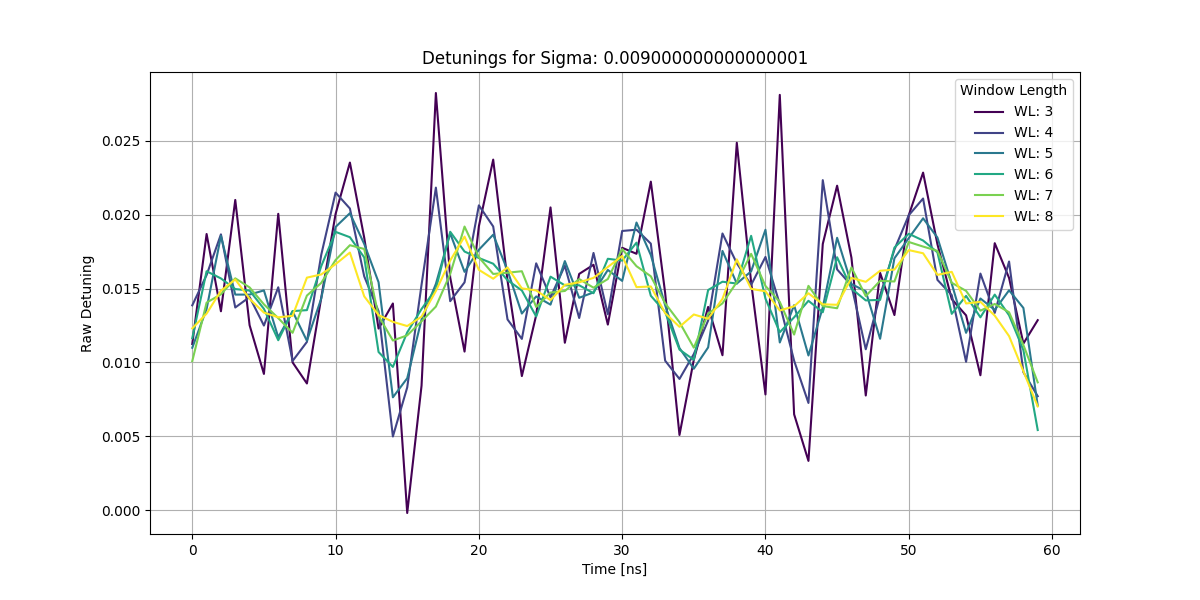 Detunings for Sigma: 0.009000000000000001
Window Length
WL: 3
WL: 4
WL: 5
WL: 6
WL: 7
WL: 8
Raw Detuning
0.025
0.020
0.015
0.010
0.005
0.000
0 10 20 30 40 50 60
Time [ns]